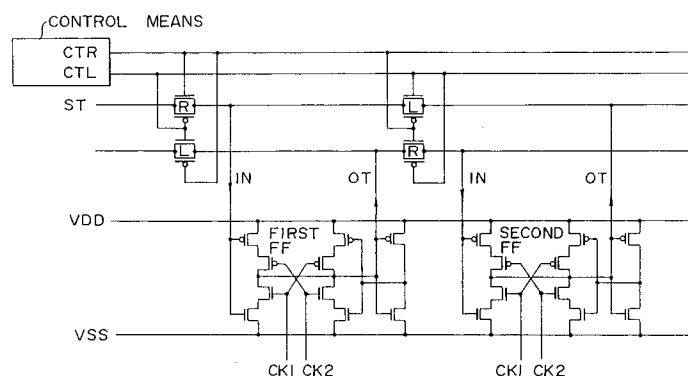 CONTROL MEANS
CTR
CTL
ST
R
L
L
R
IN
OT
IN
OT
VDD
FIRST
FF
SECOND
FF
VSS
CK1 CK2
CK1 CK2